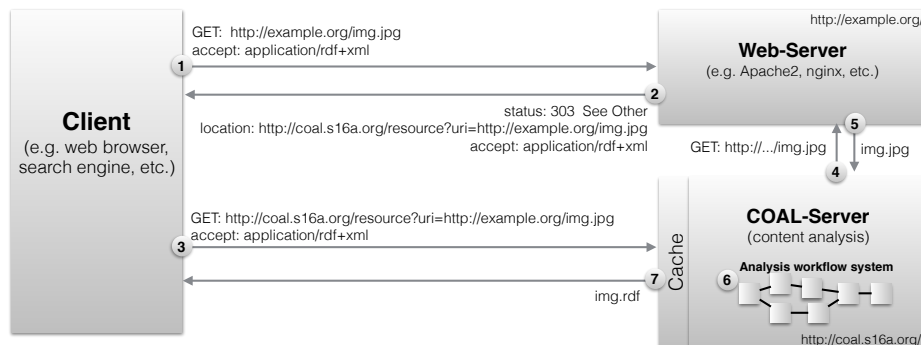 http://example.org/
GET: http://example.org/img.jpg
accept: application/rdf+xml
Web-Server
(e.g. Apache2, nginx, etc.)
1
2
status: 303 See Other
location: http://coal.s16a.org/resource?uri=http://example.org/img.jpg
accept: application/rdf+xml
Client
(e.g. web browser,
search engine, etc.)
5
GET: http://.../img.jpg
img.jpg
4
GET: http://coal.s16a.org/resource?uri=http://example.org/img.jpg
accept: application/rdf+xml
3
COAL-Server
(content analysis)
Cache
Analysis workflow system
7
6
img.rdf
http://coal.s16a.org/